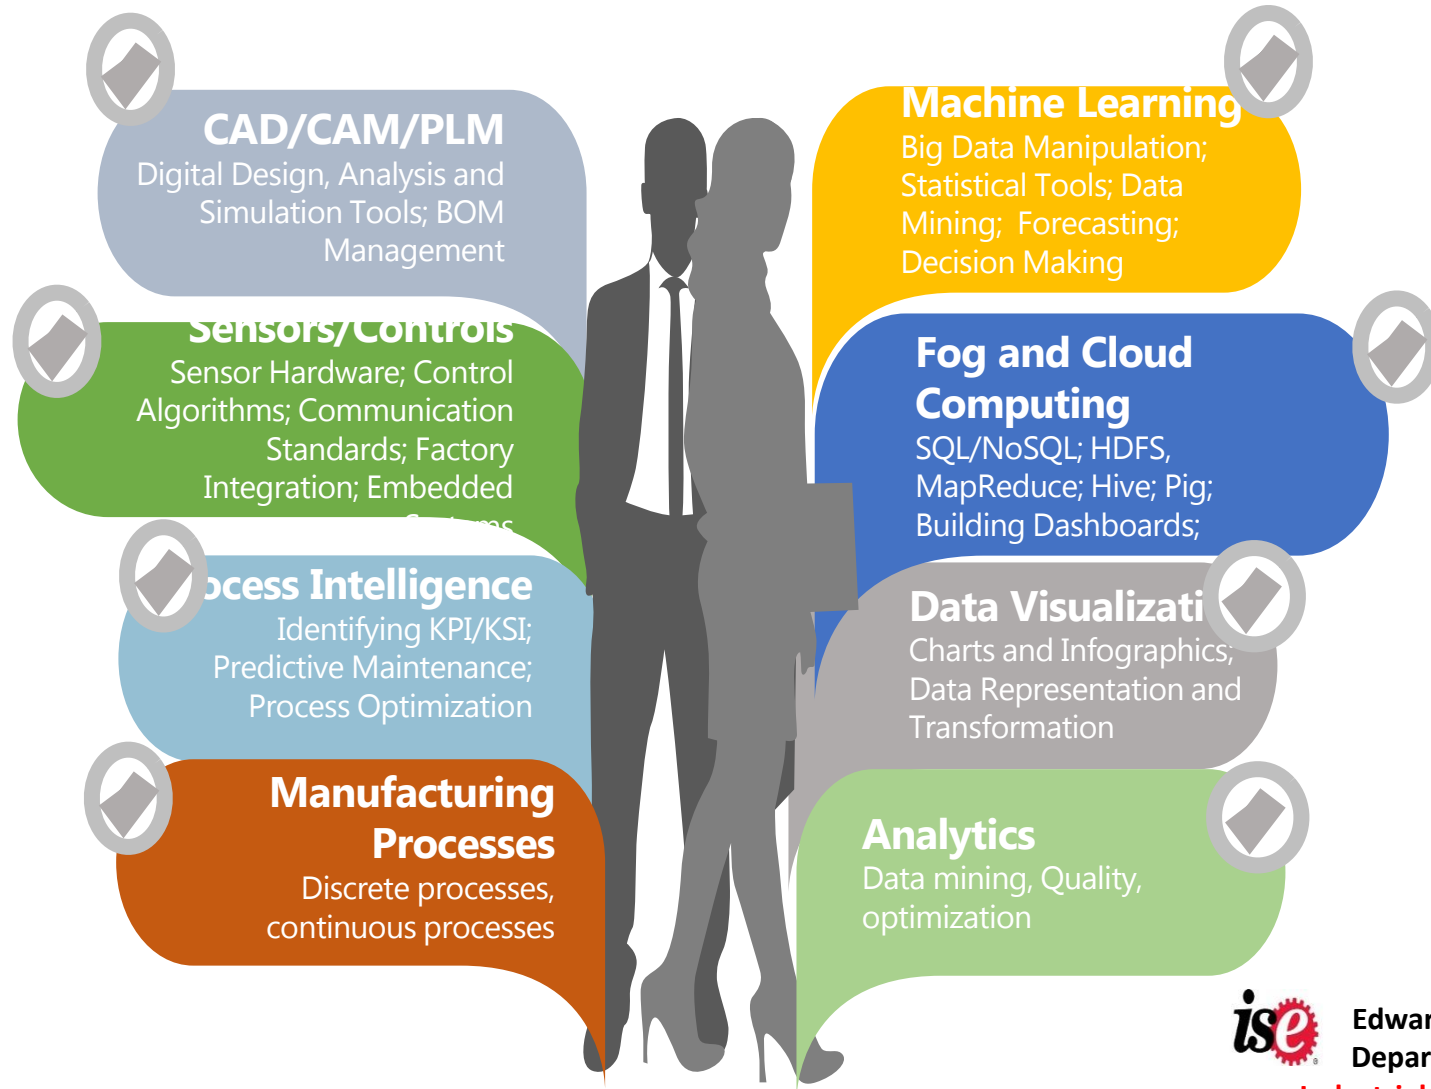 CAD/CAM/PLM
Digital Design, Analysis and
Simulation Tools; BOM
Management
Sensors/Controls
Sensor Hardware; Control
Algorithms; Communication
Standards; Factory
Integration; Embedded
ocess Intelligence
Identifying KPI/KSI;
Predictive Maintenance;
Process Optimization
Manufacturing
Processes
Discrete processes,
continuous processes
Machine Learning
Big Data Manipulation;
Statistical Tools; Data
Mining; Forecasting;
Decision Making
Fog and Cloud
Computing
SQL/NoSQL; HDFS,
MapReduce; Hive; Pig;
Building Dashboards;
Data Visualizati
Charts and Infographics;
Data Representation and
Transformation
Analytics
Data mining, Quality,
optimization
ise
Edwar
Depar